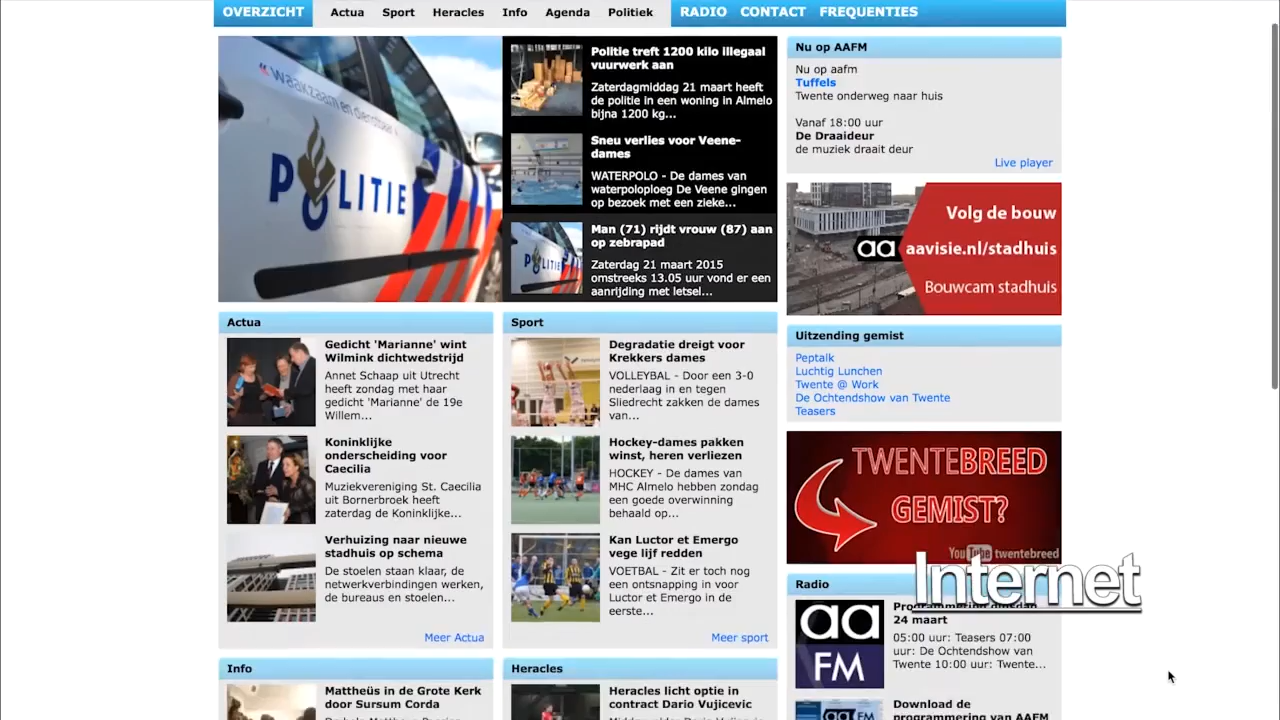 OVERZICHT
Actua
Sport
Heracles
Info
Agenda
Politiek
RADIO
CONTACT
FREQUENTIES
“waakzaam en dienstbaar”
POLITIE
Politie treft 1200 kilo illegaal
vuurwerk aan
Zaterdagmiddag 21 maart heeft
de politie in een woning in Almelo
bijna 1200 kg...
Sneu verlies voor Veene-
dames
WATERPOLO - De dames van
waterpoloploeg De Veene gingen
op bezoek met een zieke...
Man (71) rijdt vrouw (87) aan
op zebrapad
Zaterdag 21 maart 2015
omstreeks 13.05 uur vond er een
aanrijding met letsel...
Nu op AAFM
Nu op aafm
Tuffels
Twente onderweg naar huis
Vanaf 18:00 uur
De Draaideur
de muziek draait deur
Live player
Volg de bouw
aa aavisie.nl/stadhuis
Bouwcam stadhuis
Actua
Gedicht 'Marianne' wint
Wilmink dichtwedstrijd
Annet Schaap uit Utrecht
heeft zondag met haar
gedicht 'Marianne' de 19e
Willem...
Koninklijke
onderscheiding voor
Caecilia
Muziekvereniging St. Caecilia
uit Bornerbroek heeft
zaterdag de Koninklijke...
Verhuizing naar nieuwe
stadhuis op schema
De stoelen staan klaar, de
netwerkverbindingen werken,
de bureaus en stoelen...
Meer Actua
Sport
Degradatie dreigt voor
Krekkers dames
VOLLEYBAL - Door een 3-0
nederlaag in en tegen
Sliedrecht zakken de dames
van...
Hockey-dames pakken
winst, heren verliezen
HOCKEY - De dames van
MHC Almelo hebben zondag
een goede overwinning
behaald op...
Kan Luctor et Emergo
vege lijf redden
VOETBAL - Zit er toch nog
een ontsnapping in voor
Luctor et Emergo in de
eerste...
Meer sport
Uitzending gemist
Peptalk
Luchtig Lunchen
Twente @ Work
De Ochtendshow van Twente
Teasers
TWENTEBREED
GEMIST?
YouTube twentebreed
Internet
Radio
aa
FM
Programmering dinsdag
24 maart
05:00 uur: Teasers 07:00
uur: De Ochtendshow van
Twente 10:00 uur: Twente...
Download de
programmering van AAFM
Info
Mattheüs in de Grote Kerk
door Sursum Corda
Heracles
Heracles licht optie in
contract Dario Vujicevic